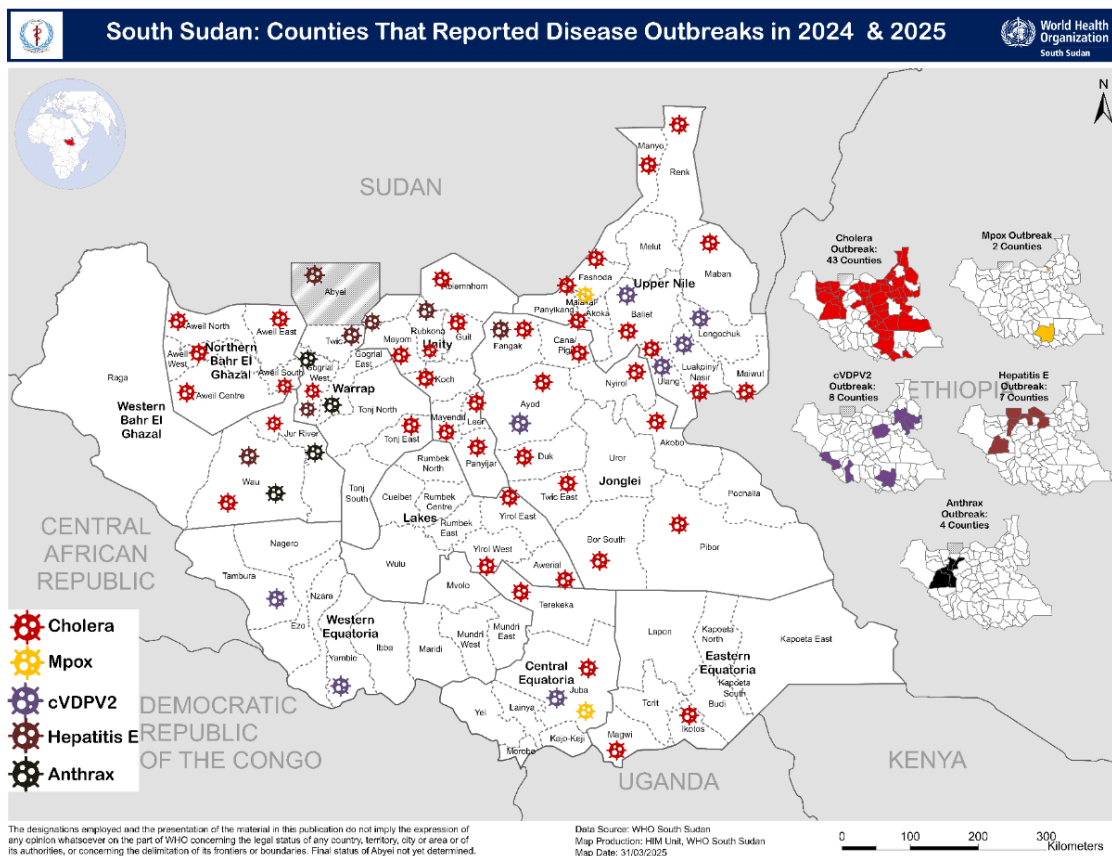 South Sudan: Counties That Reported Disease Outbreaks in 2024 & 2025
World Health
Organization
South Sudan
N
SUDAN
Manyo
Renk
Melut
Maban
Fashoda
Upper Nile
Malakal
Panyikang
Akoka
Baliet
Longochuk
Canal
Pigi
Luakpiny/
Nasir
Maiwut
Ulang
Nyirol
Abyei
Abiemnhom
Rubkona
Guit
Unity
Mayom
Koch
Mayendit
Leer
Panyijar
Fangak
Ayod
Duk
Akobo
Uror
Twic East
Jonglei
Pochalla
Pibor
Bor South
Aweil North
Aweil East
Northern
Bahr El
Ghazal
Aweil
West
Aweil South
Aweil Centre
Raga
Western
Bahr El
Ghazal
Twic
Gogrial
East
Gogrial
West
Warrap
Tonj North
Tonj East
Tonj
South
Jur River
Wau
Rumbek
North
Cueibet
Rumbek
Centre
Lakes
Rumbek
East
Yirol East
Yirol West
Awerial
Wulu
CENTRAL
AFRICAN
REPUBLIC
Nagero
Tambura
Nzara
Ezo
Western
Equatoria
Yambio
Ibba
Maridi
Mvolo
Mundri
West
Mundri
East
Terekeka
Central
Equatoria
Juba
Yei
Lainya
Kajo-Keji
Morobo
Lapon
Kapoeta
North
Kapoeta East
Eastern
Equatoria
Kapoeta
South
Budi
Torit
Ikotos
Magwi
DEMOCRATIC
REPUBLIC
OF THE CONGO
UGANDA
KENYA
ETHIOPIA
Cholera
Outbreak:
43 Counties
Mpox Outbreak
2 Counties
cVDPV2
Outbreak:
8 Counties
Hepatitis E
Outbreak:
7 Counties
Anthrax
Outbreak:
4 Counties
Cholera
Mpox
cVDPV2
Hepatitis E
Anthrax
The designations employed and the presentation of the material in this publication do not imply the expression of
any opinion whatsoever on the part of WHO concerning the legal status of any country, territory, city or area or of
its authorities, or concerning the delimitation of its frontiers or boundaries. Final status of Abyei not yet determined.
Data Source: WHO South Sudan
Map Production: HIM Unit, WHO South Sudan
Map Date: 31/03/2025
0 100 200 300
Kilometers